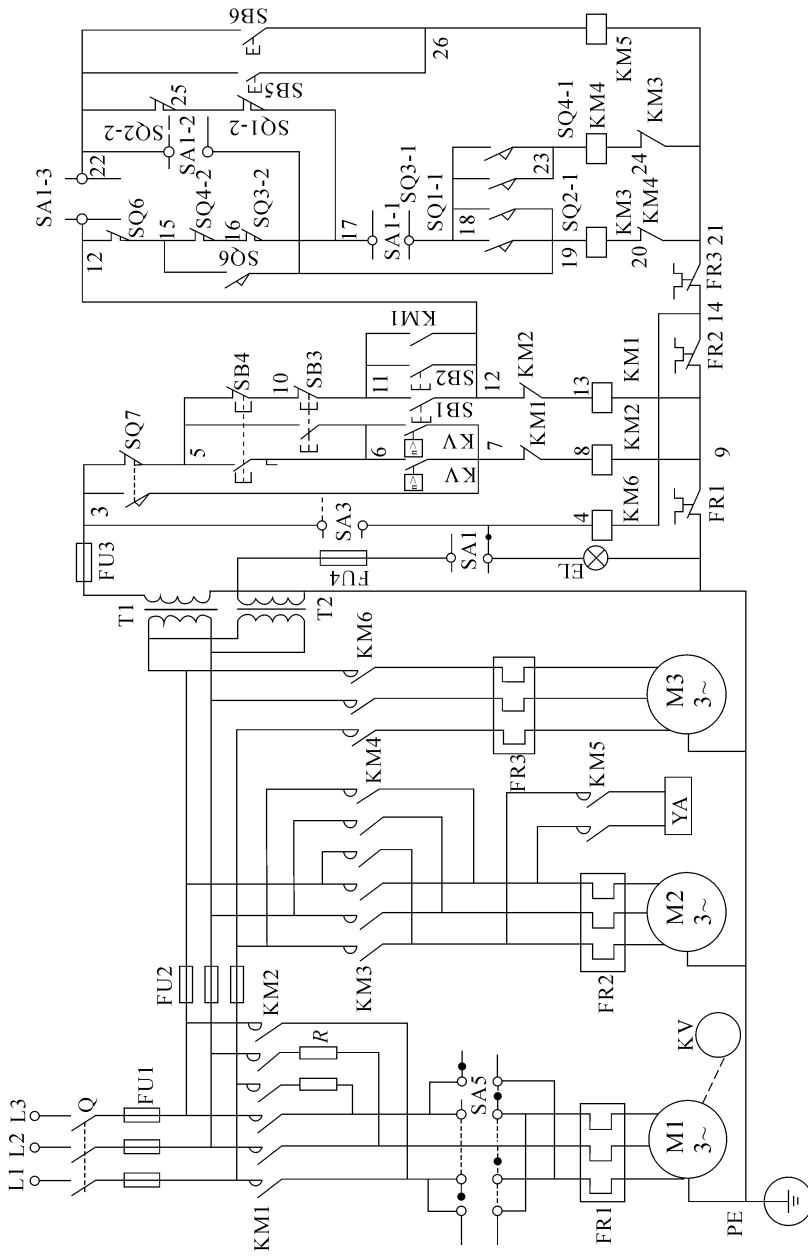 L1
L2
L3
Q
FU1
FU2
KM1
KM2
R
SA5
FR1
M1
3~
KV
PE
KM3
KM4
FR2
M2
3~
KM5
YA
KM6
FR3
M3
3~
T1
T2
FU3
FU4
SA1
EL
3
SQ7
SA3
4
KM6
5
SB4
10
SB3
6
KV
KV
7
KM1
8
KM2
FR1
9
11
SB1
SB2
KM1
12
KM2
13
KM1
FR2
14
FR3
21
SA1-3
12
SQ6
15
SQ4-2
16
SQ3-2
SQ6
17
SA1-1
SQ3-1
22
SQ2-2
SA1-2
25
SQ1-2
SB5
SB6
26
18
SQ1-1
SQ2-1
SQ4-1
19
23
KM3
KM4
20
KM4
24
KM3
KM5